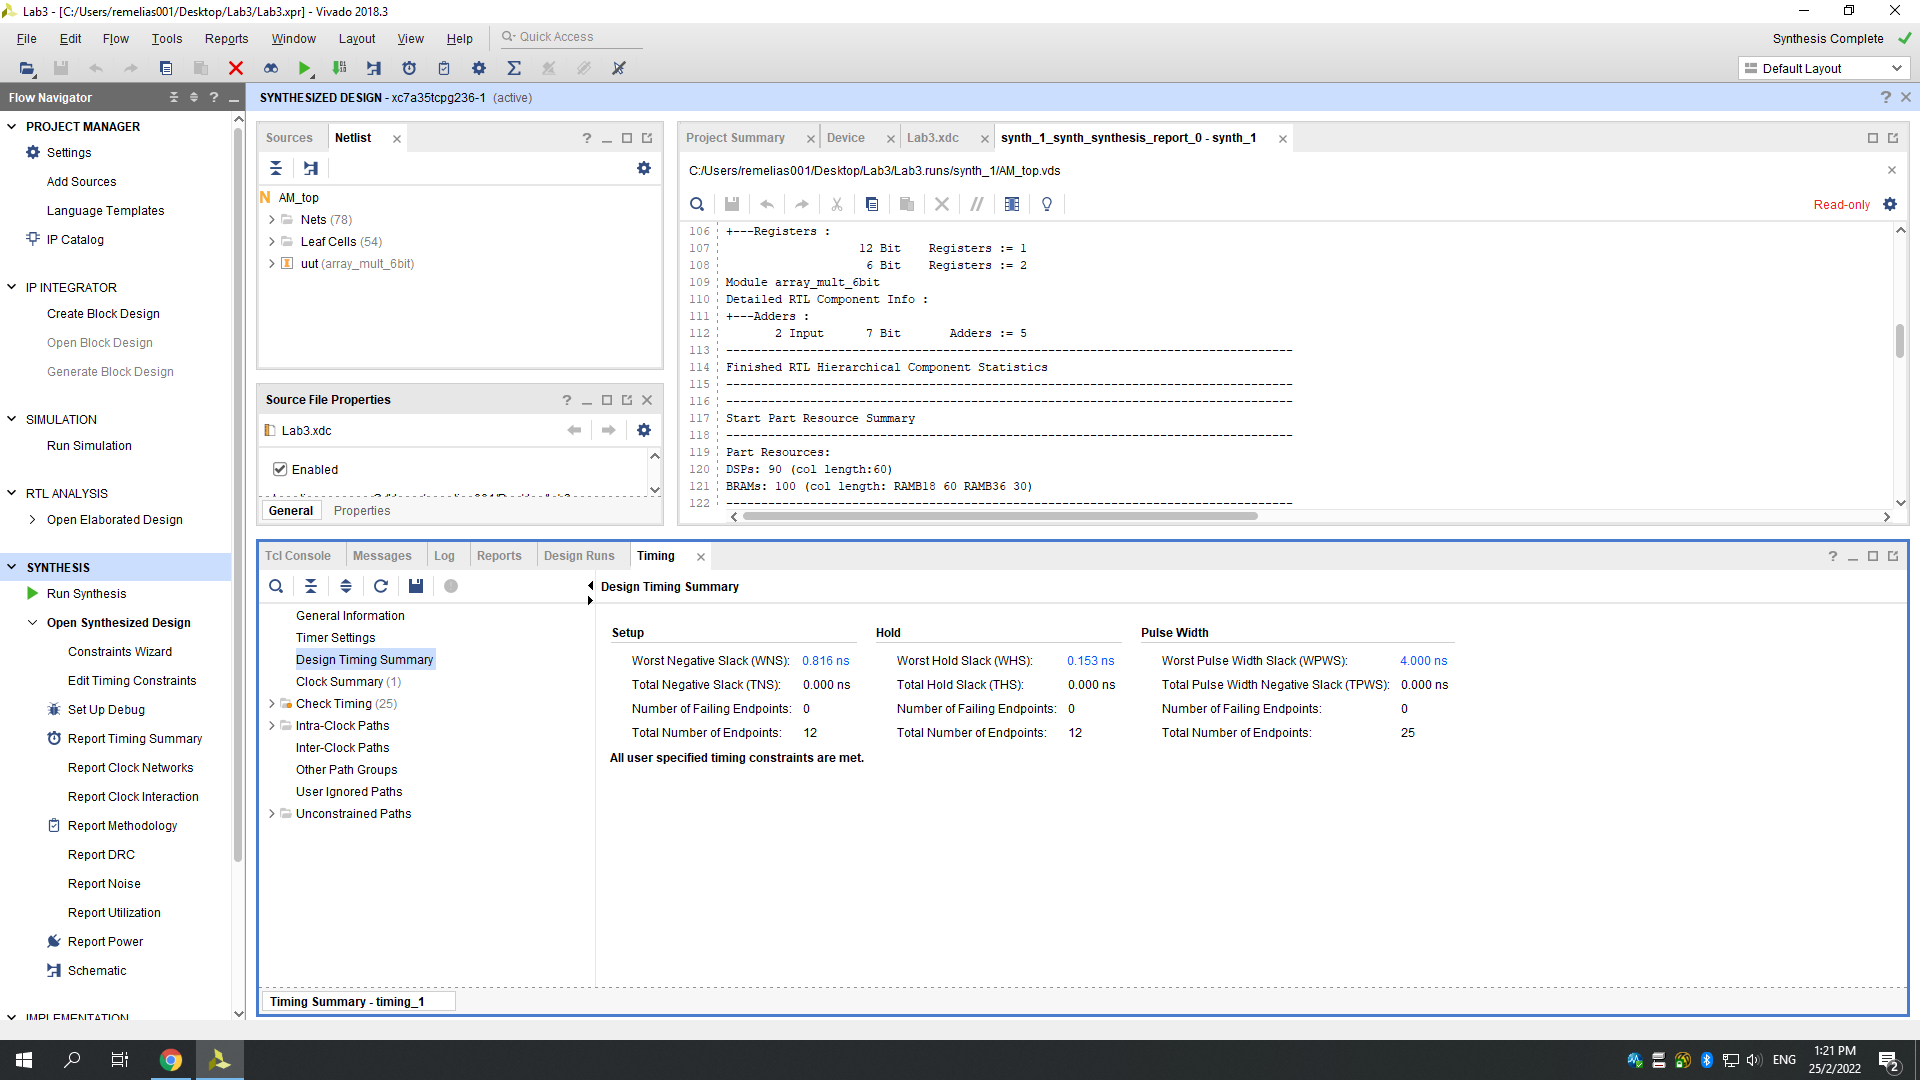 Lab3 - [C:/Users/remelias001/Desktop/Lab3/Lab3.xpr] - Vivado 2018.3
File Edit Flow Tools Reports Window Layout View Help Quick Access
Synthesis Complete
Default Layout
Flow Navigator
PROJECT MANAGER
Settings
Add Sources
Language Templates
IP Catalog
IP INTEGRATOR
Create Block Design
Open Block Design
Generate Block Design
SIMULATION
Run Simulation
RTL ANALYSIS
Open Elaborated Design
SYNTHESIS
Run Synthesis
Open Synthesized Design
Constraints Wizard
Edit Timing Constraints
Set Up Debug
Report Timing Summary
Report Clock Networks
Report Clock Interaction
Report Methodology
Report DRC
Report Noise
Report Utilization
Report Power
Schematic
IMPLEMENTATION
SYNTHESIZED DESIGN - xc7a35tcpg236-1 (active)
Sources Netlist
N AM_top
Nets (78)
Leaf Cells (54)
uut (array_mult_6bit)
Source File Properties
Lab3.xdc
Enabled
General Properties
Project Summary Device Lab3.xdc synth_1_synth_synthesis_report_0 - synth_1
C:/Users/remelias001/Desktop/Lab3/Lab3.runs/synth_1/AM_top.vds
Read-only
106 +---Registers :
107 12 Bit Registers := 1
108 6 Bit Registers := 2
109 Module array_mult_6bit
110 Detailed RTL Component Info :
111 +---Adders :
112 2 Input 7 Bit Adders := 5
113 ---------------------------------------------------------------------------------
114 Finished RTL Hierarchical Component Statistics
115 ---------------------------------------------------------------------------------
116 ---------------------------------------------------------------------------------
117 Start Part Resource Summary
118 ---------------------------------------------------------------------------------
119 Part Resources:
120 DSPs: 90 (col length:60)
121 BRAMs: 100 (col length: RAMB18 60 RAMB36 30)
122 ---------------------------------------------------------------------------------
Tcl Console Messages Log Reports Design Runs Timing
Design Timing Summary
General Information
Timer Settings
Design Timing Summary
Clock Summary (1)
Check Timing (25)
Intra-Clock Paths
Inter-Clock Paths
Other Path Groups
User Ignored Paths
Unconstrained Paths
Setup Hold Pulse Width
Worst Negative Slack (WNS): 0.816 ns Worst Hold Slack (WHS): 0.153 ns Worst Pulse Width Slack (WPWS): 4.000 ns
Total Negative Slack (TNS): 0.000 ns Total Hold Slack (THS): 0.000 ns Total Pulse Width Negative Slack (TPWS): 0.000 ns
Number of Failing Endpoints: 0 Number of Failing Endpoints: 0 Number of Failing Endpoints: 0
Total Number of Endpoints: 12 Total Number of Endpoints: 12 Total Number of Endpoints: 25
All user specified timing constraints are met.
Timing Summary - timing_1
ENG
1:21 PM
25/2/2022
2